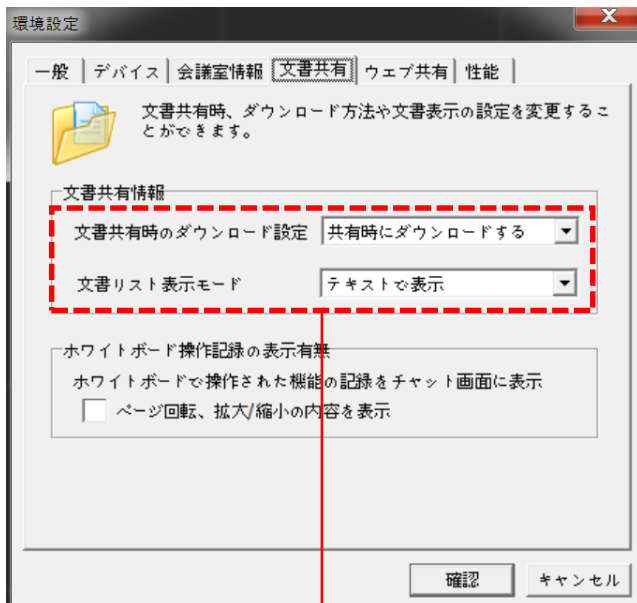 環境設定
一般 デバイス 会議室情報 文書共有 ウェブ共有 性能
文書共有時、ダウンロード方法や文書表示の設定を変更するこ
とができます。
文書共有情報
文書共有時のダウンロード設定 共有時にダウンロードする
文書リスト表示モード テキストで表示
ホワイトボード操作記録の表示有無
ホワイトボードで操作された機能の記録をチャット画面に表示
ページ回転、拡大/縮小の内容を表示
確認 キャンセル